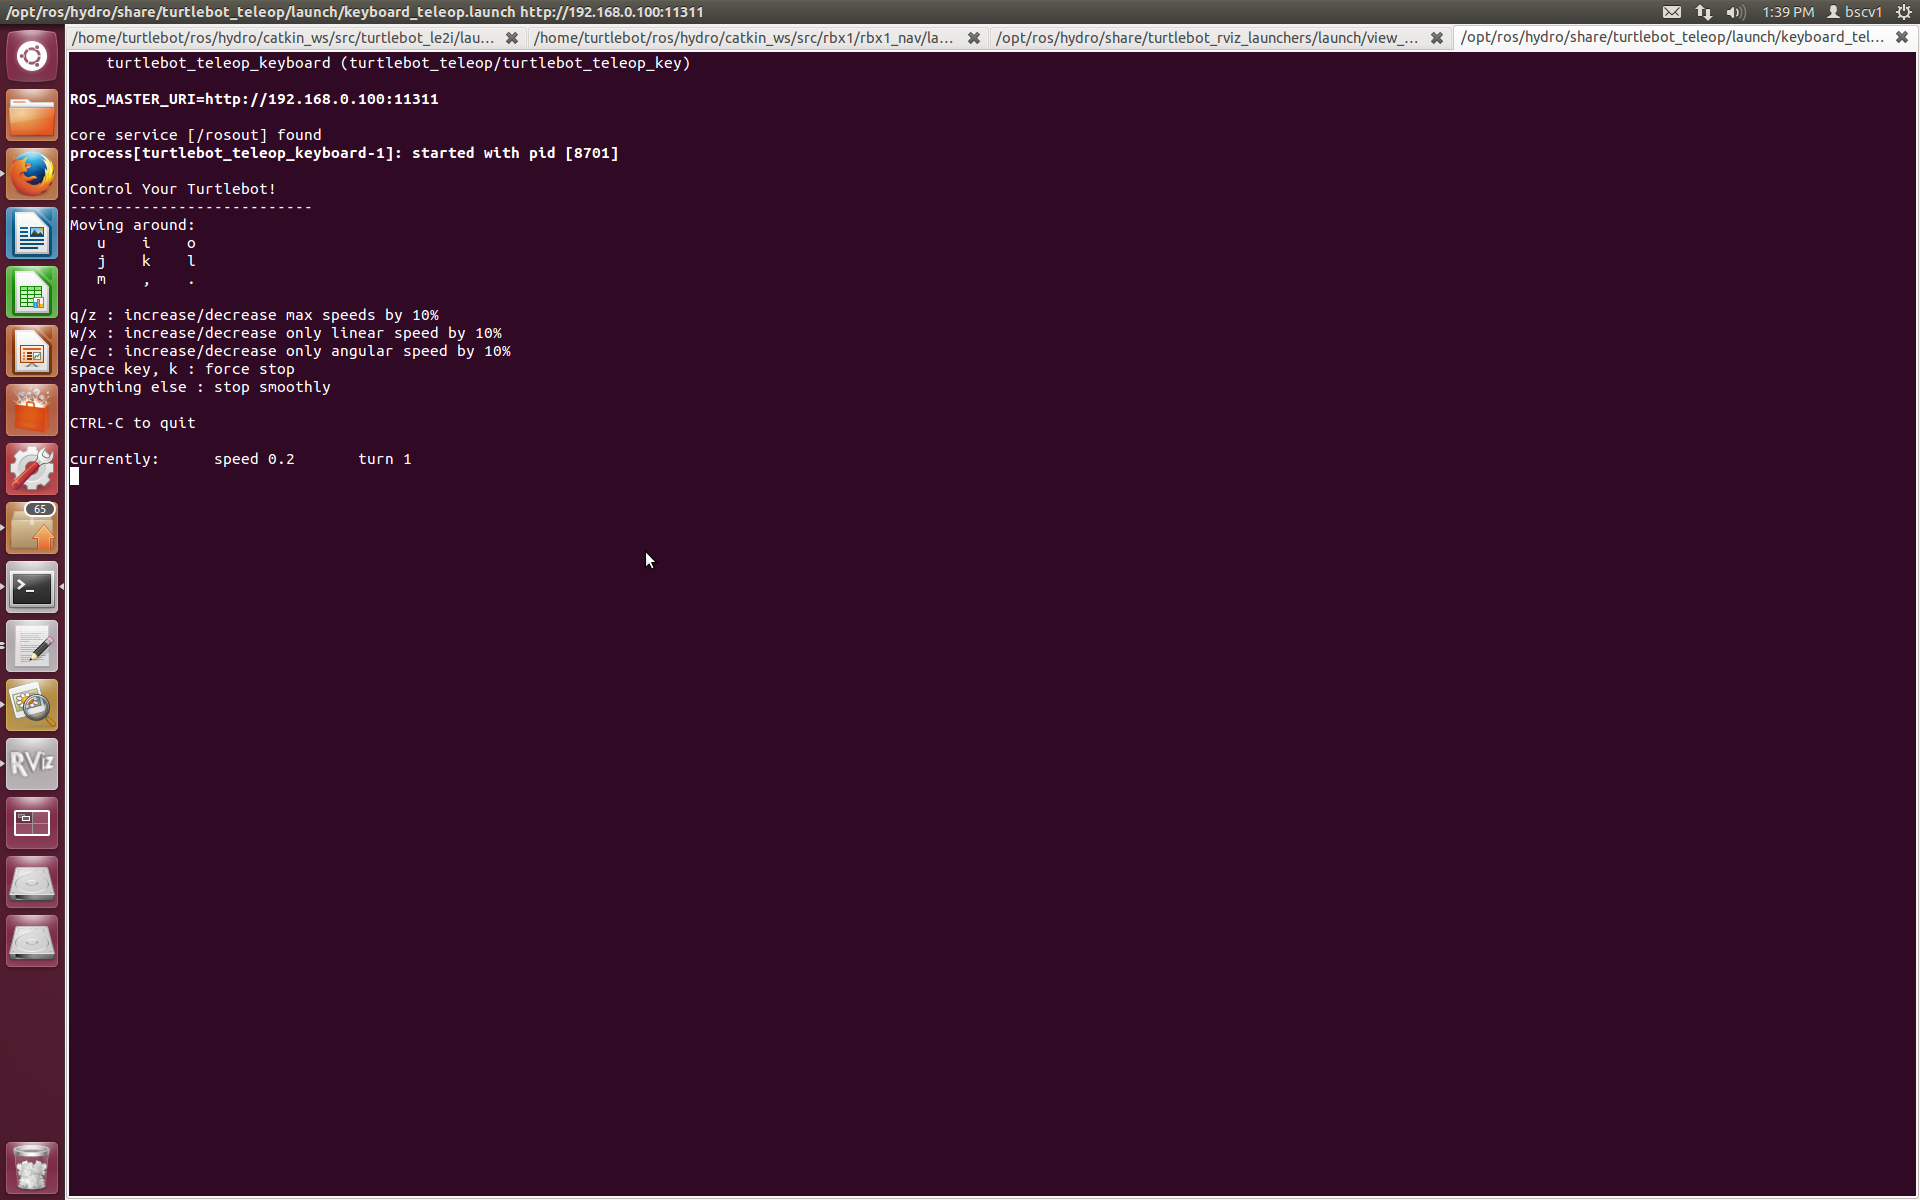 /opt/ros/hydro/share/turtlebot_teleop/launch/keyboard_teleop.launch http://192.168.0.100:11311
1:39 PM bscv1
/home/turtlebot/ros/hydro/catkin_ws/src/turtlebot_le2i/lau...
/home/turtlebot/ros/hydro/catkin_ws/src/rbx1/rbx1_nav/la...
/opt/ros/hydro/share/turtlebot_rviz_launchers/launch/view_...
/opt/ros/hydro/share/turtlebot_teleop/launch/keyboard_tel...
turtlebot_teleop_keyboard (turtlebot_teleop/turtlebot_teleop_key)
ROS_MASTER_URI=http://192.168.0.100:11311
core service [/rosout] found
process[turtlebot_teleop_keyboard-1]: started with pid [8701]
Control Your Turtlebot!
---------------------------
Moving around:
u i o
j k l
m , .
q/z : increase/decrease max speeds by 10%
w/x : increase/decrease only linear speed by 10%
e/c : increase/decrease only angular speed by 10%
space key, k : force stop
anything else : stop smoothly
CTRL-C to quit
currently: speed 0.2 turn 1
65
>_
RViz